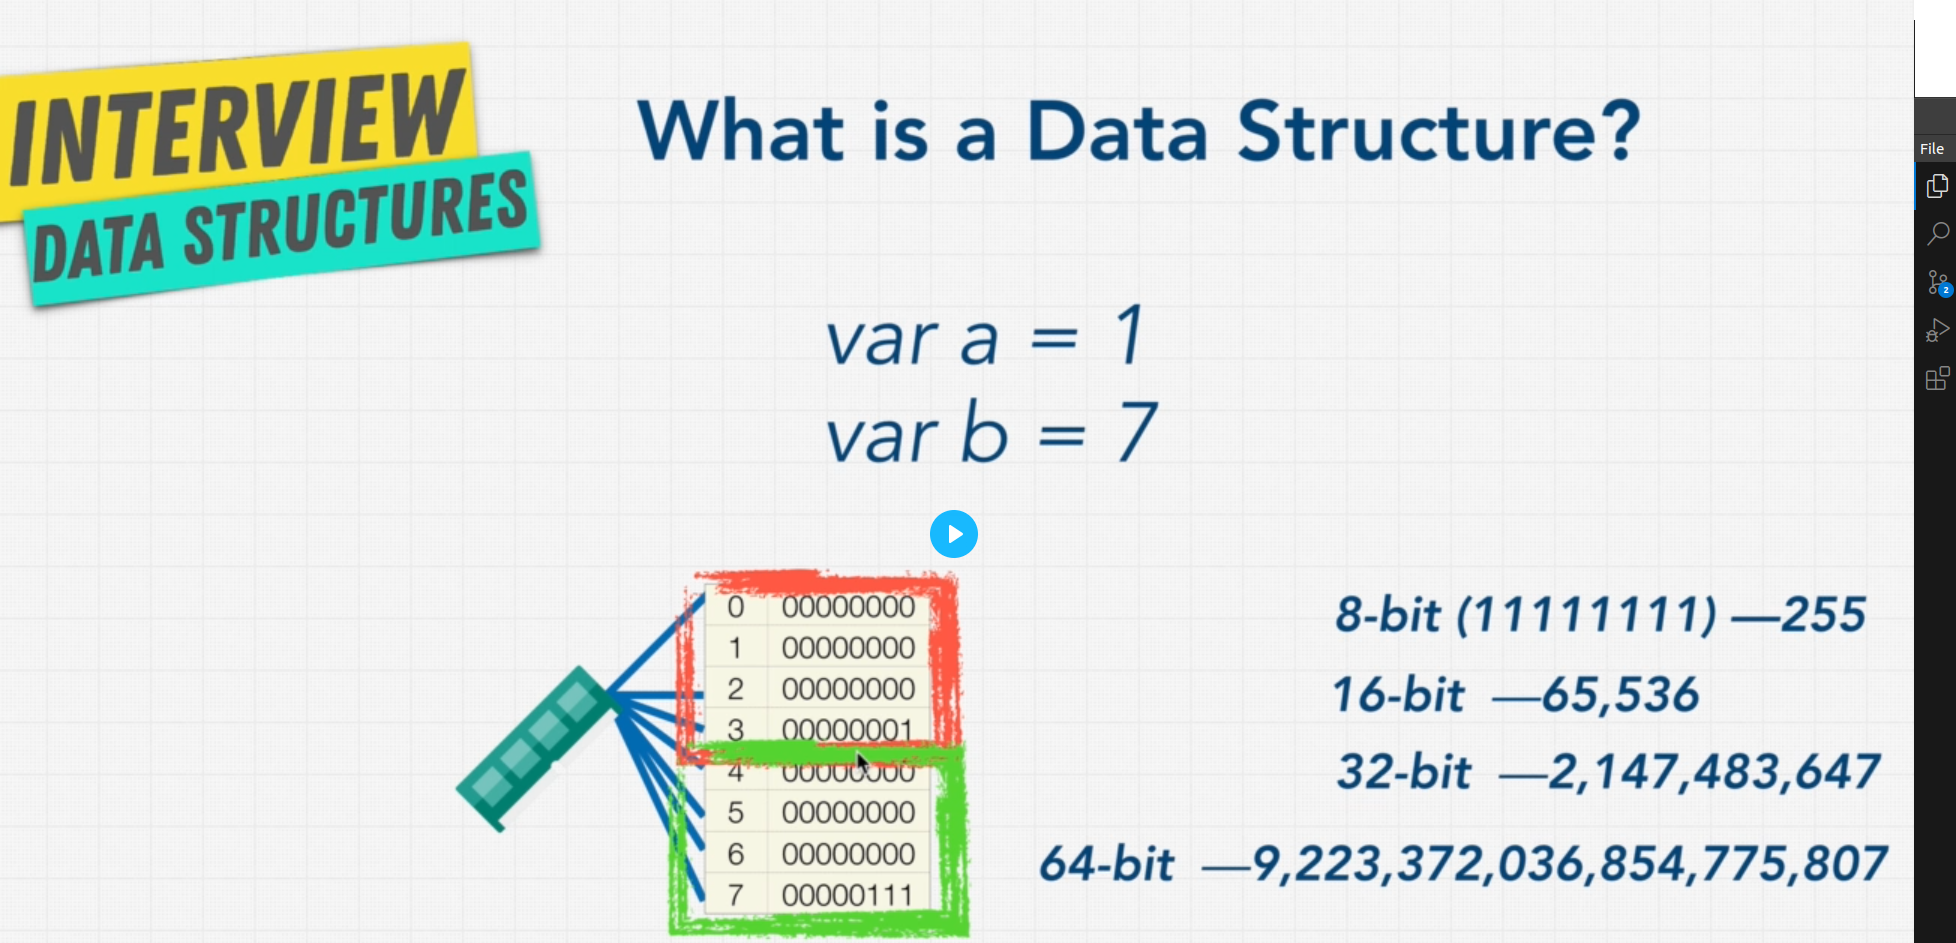 INTERVIEW
DATA STRUCTURES
What is a Data Structure?
var a = 1
var b = 7
0 00000000
1 00000000
2 00000000
3 00000001
4 00000000
5 00000000
6 00000000
7 00000111
8-bit (11111111) —255
16-bit —65,536
32-bit —2,147,483,647
64-bit —9,223,372,036,854,775,807
File
2